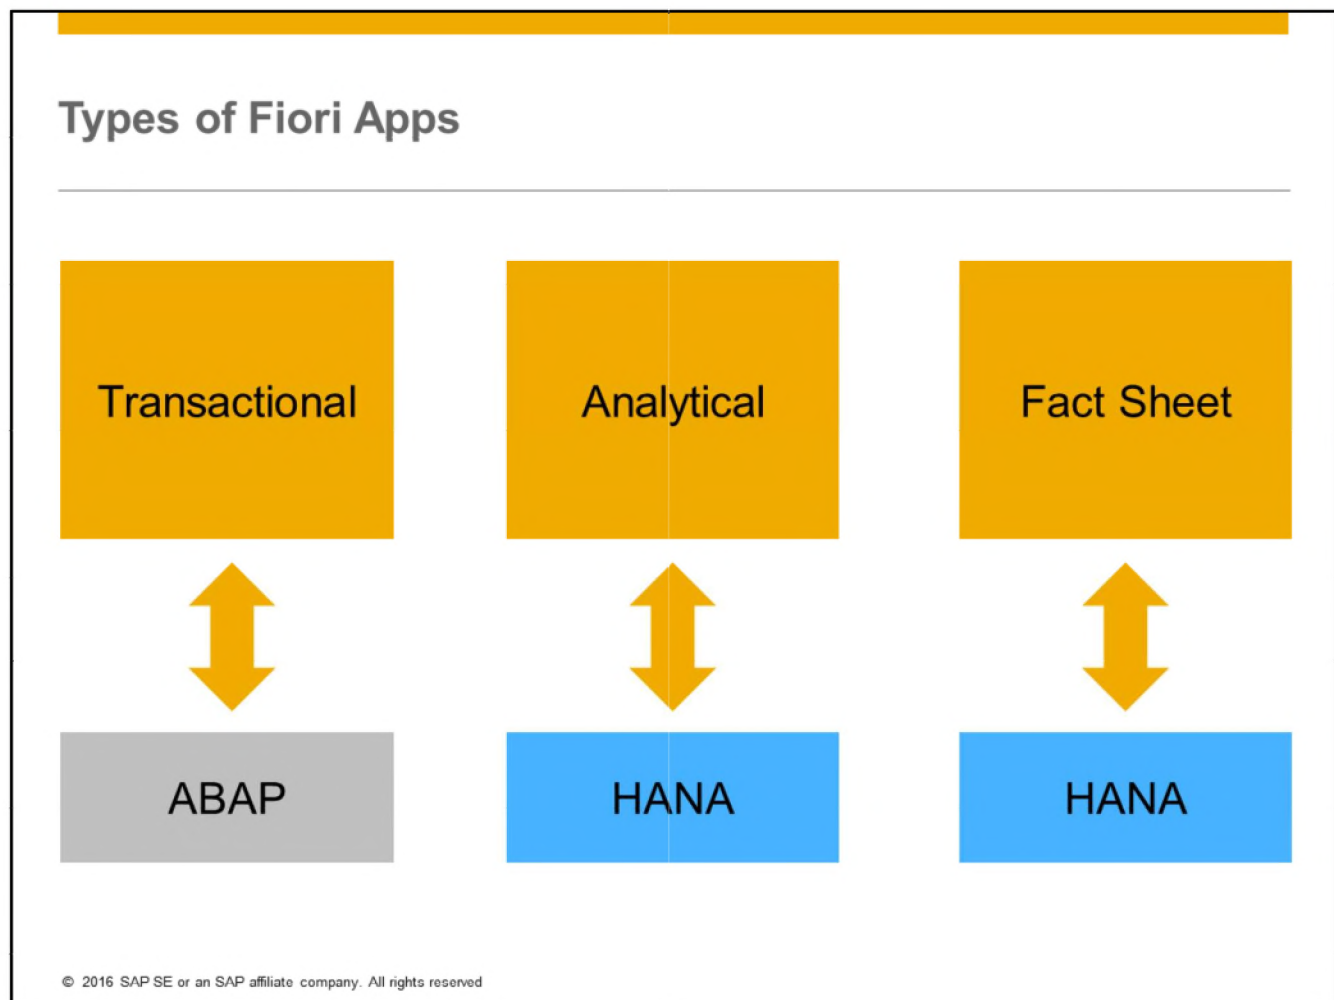 Types of Fiori Apps
Transactional
Analytical
Fact Sheet
ABAP
HANA
HANA
© 2016 SAP SE or an SAP affiliate company. All rights reserved